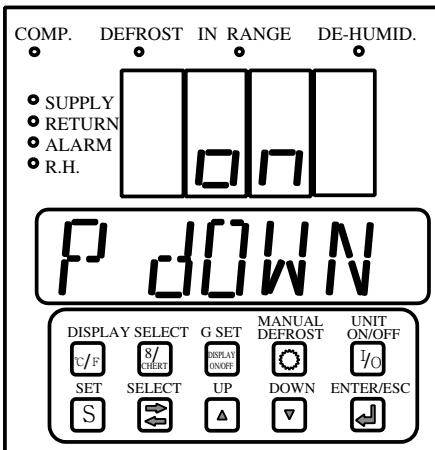 COMP. DEFROST IN RANGE DE-HUMID.
SUPPLY
RETURN
ALARM
R.H.
on
P dOWN
DISPLAY SELECT G SET MANUAL DEFROST UNIT ON/OFF
℃/F 8/CHERT DISPLAY ON/OFF I/O
SET SELECT UP DOWN ENTER/ESC
S